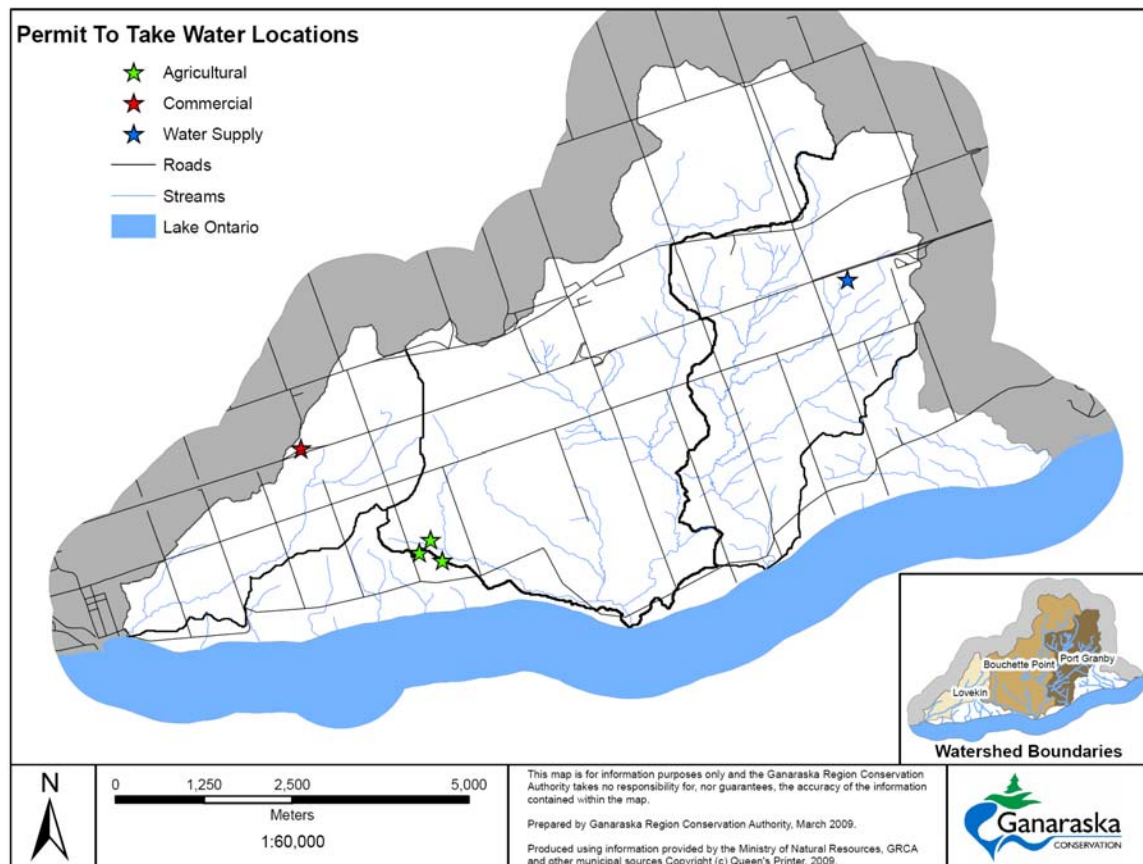 Permit To Take Water Locations
Agricultural
Commercial
Water Supply
Roads
Streams
Lake Ontario
Bouchette Point
Port Granby
Lovekin
Watershed Boundaries
N
0 1,250 2,500 5,000
Meters
1:60,000
This map is for information purposes only and the Ganaraska Region Conservation
Authority takes no responsibility for, nor guarantees, the accuracy of the information
contained within the map.
Prepared by Ganaraska Region Conservation Authority, March 2009.
Produced using information provided by the Ministry of Natural Resources, GRCA
and other municipal sources Copyright (c) Queen's Printer, 2009.
Ganaraska
CONSERVATION